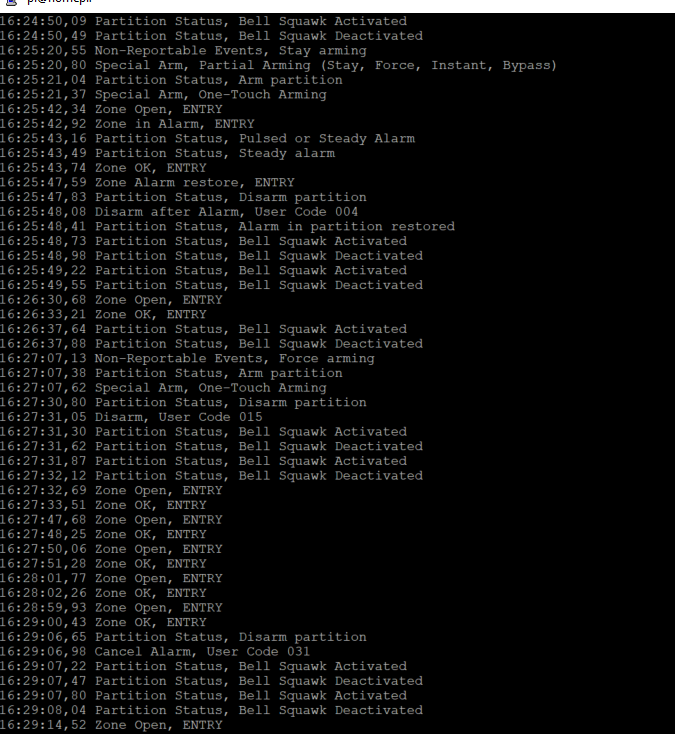 16:24:50,09 Partition Status, Bell Squawk Activated
16:24:50,49 Partition Status, Bell Squawk Deactivated
16:25:20,55 Non-Reportable Events, Stay arming
16:25:20,80 Special Arm, Partial Arming (Stay, Force, Instant, Bypass)
16:25:21,04 Partition Status, Arm partition
16:25:21,37 Special Arm, One-Touch Arming
16:25:42,34 Zone Open, ENTRY
16:25:42,92 Zone in Alarm, ENTRY
16:25:43,16 Partition Status, Pulsed or Steady Alarm
16:25:43,49 Partition Status, Steady alarm
16:25:43,74 Zone OK, ENTRY
16:25:47,59 Zone Alarm restore, ENTRY
16:25:47,83 Partition Status, Disarm partition
16:25:48,08 Disarm after Alarm, User Code 004
16:25:48,41 Partition Status, Alarm in partition restored
16:25:48,73 Partition Status, Bell Squawk Activated
16:25:48,98 Partition Status, Bell Squawk Deactivated
16:25:49,22 Partition Status, Bell Squawk Activated
16:25:49,55 Partition Status, Bell Squawk Deactivated
16:26:30,68 Zone Open, ENTRY
16:26:33,21 Zone OK, ENTRY
16:26:37,64 Partition Status, Bell Squawk Activated
16:26:37,88 Partition Status, Bell Squawk Deactivated
16:27:07,13 Non-Reportable Events, Force arming
16:27:07,38 Partition Status, Arm partition
16:27:07,62 Special Arm, One-Touch Arming
16:27:30,80 Partition Status, Disarm partition
16:27:31,05 Disarm, User Code 015
16:27:31,30 Partition Status, Bell Squawk Activated
16:27:31,62 Partition Status, Bell Squawk Deactivated
16:27:31,87 Partition Status, Bell Squawk Activated
16:27:32,12 Partition Status, Bell Squawk Deactivated
16:27:32,69 Zone Open, ENTRY
16:27:33,51 Zone OK, ENTRY
16:27:47,68 Zone Open, ENTRY
16:27:48,25 Zone OK, ENTRY
16:27:50,06 Zone Open, ENTRY
16:27:51,28 Zone OK, ENTRY
16:28:01,77 Zone Open, ENTRY
16:28:02,26 Zone OK, ENTRY
16:28:59,93 Zone Open, ENTRY
16:29:00,43 Zone OK, ENTRY
16:29:06,65 Partition Status, Disarm partition
16:29:06,98 Cancel Alarm, User Code 031
16:29:07,22 Partition Status, Bell Squawk Activated
16:29:07,47 Partition Status, Bell Squawk Deactivated
16:29:07,80 Partition Status, Bell Squawk Activated
16:29:08,04 Partition Status, Bell Squawk Deactivated
16:29:14,52 Zone Open, ENTRY